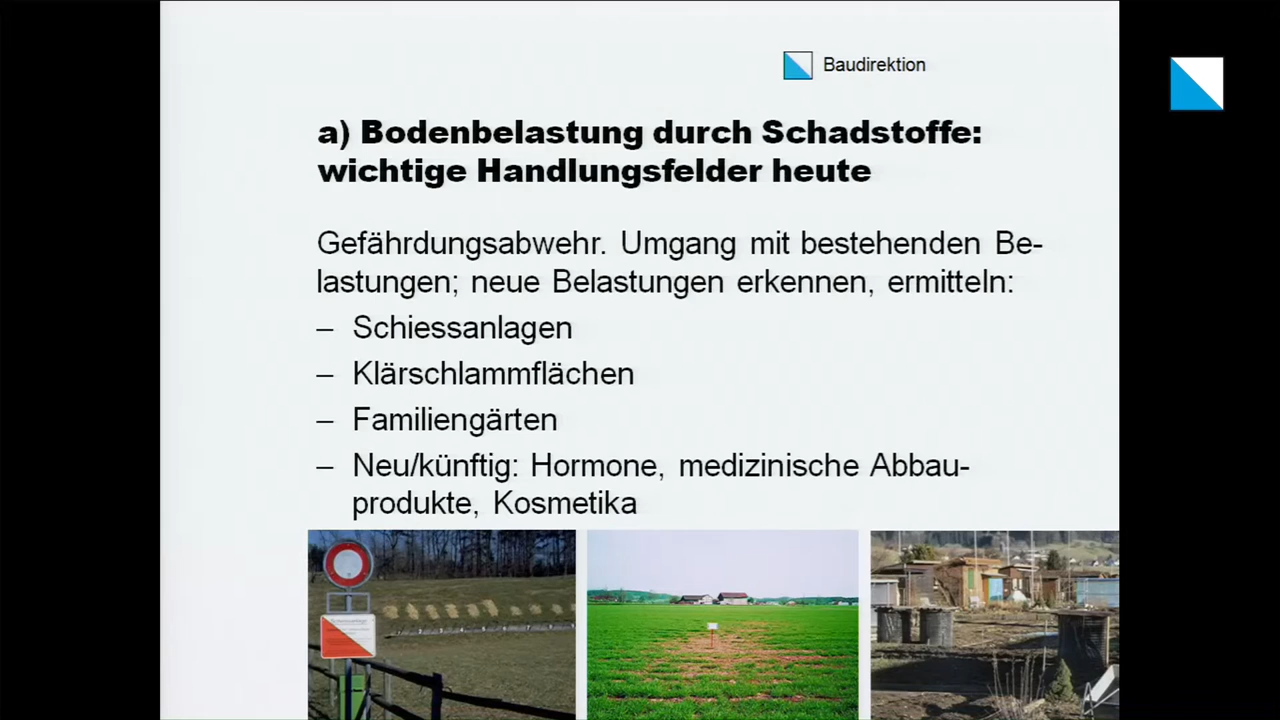 Baudirektion
a) Bodenbelastung durch Schadstoffe:
wichtige Handlungsfelder heute
Gefährdungsabwehr. Umgang mit bestehenden Be-
lastungen; neue Belastungen erkennen, ermitteln:
– Schiessanlagen
– Klärschlammflächen
– Familiengärten
– Neu/künftig: Hormone, medizinische Abbau-
produkte, Kosmetika